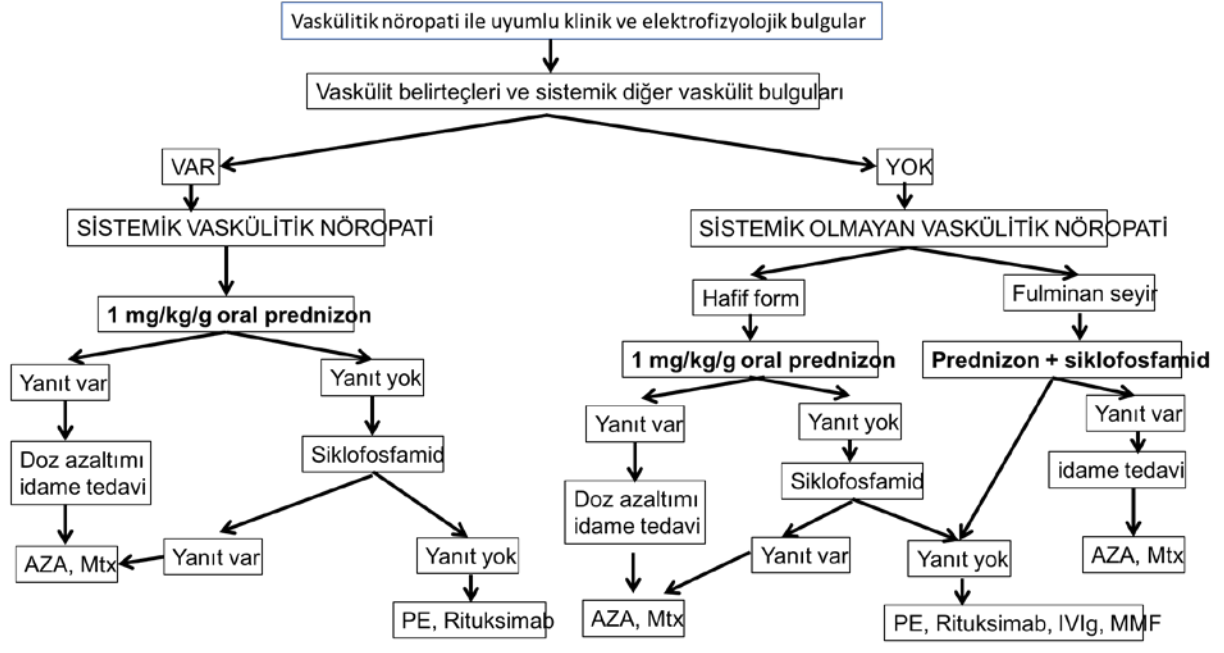 Vaskülitik nöropati ile uyumlu klinik ve elektrofizyolojik bulgular
Vaskülit belirteçleri ve sistemik diğer vaskülit bulguları
VAR
YOK
SİSTEMİK VASKÜLİTİK NÖROPATİ
SİSTEMİK OLMAYAN VASKÜLİTİK NÖROPATİ
Hafif form
Fulminan seyir
1 mg/kg/g oral prednizon
1 mg/kg/g oral prednizon
Prednizon + siklofosfamid
Yanıt var
Yanıt yok
Yanıt var
Yanıt yok
Yanıt var
Doz azaltımı
idame tedavi
Siklofosfamid
Doz azaltımı
idame tedavi
Siklofosfamid
idame tedavi
AZA, Mtx
Yanıt var
Yanıt yok
AZA, Mtx
Yanıt var
Yanıt yok
AZA, Mtx
PE, Rituksimab
PE, Rituksimab, IVIg, MMF